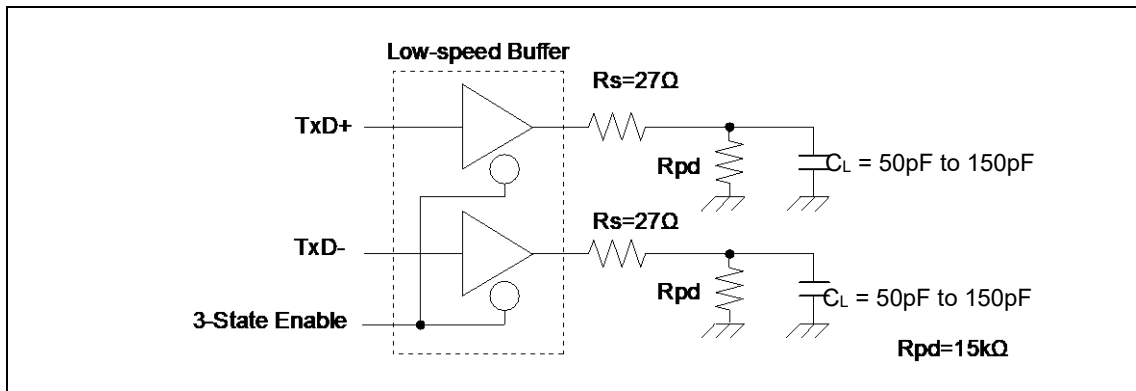 Low-speed Buffer
Rs=27Ω
TxD+
Rpd
CL = 50pF to 150pF
Rs=27Ω
TxD-
Rpd
CL = 50pF to 150pF
3-State Enable
Rpd=15kΩ